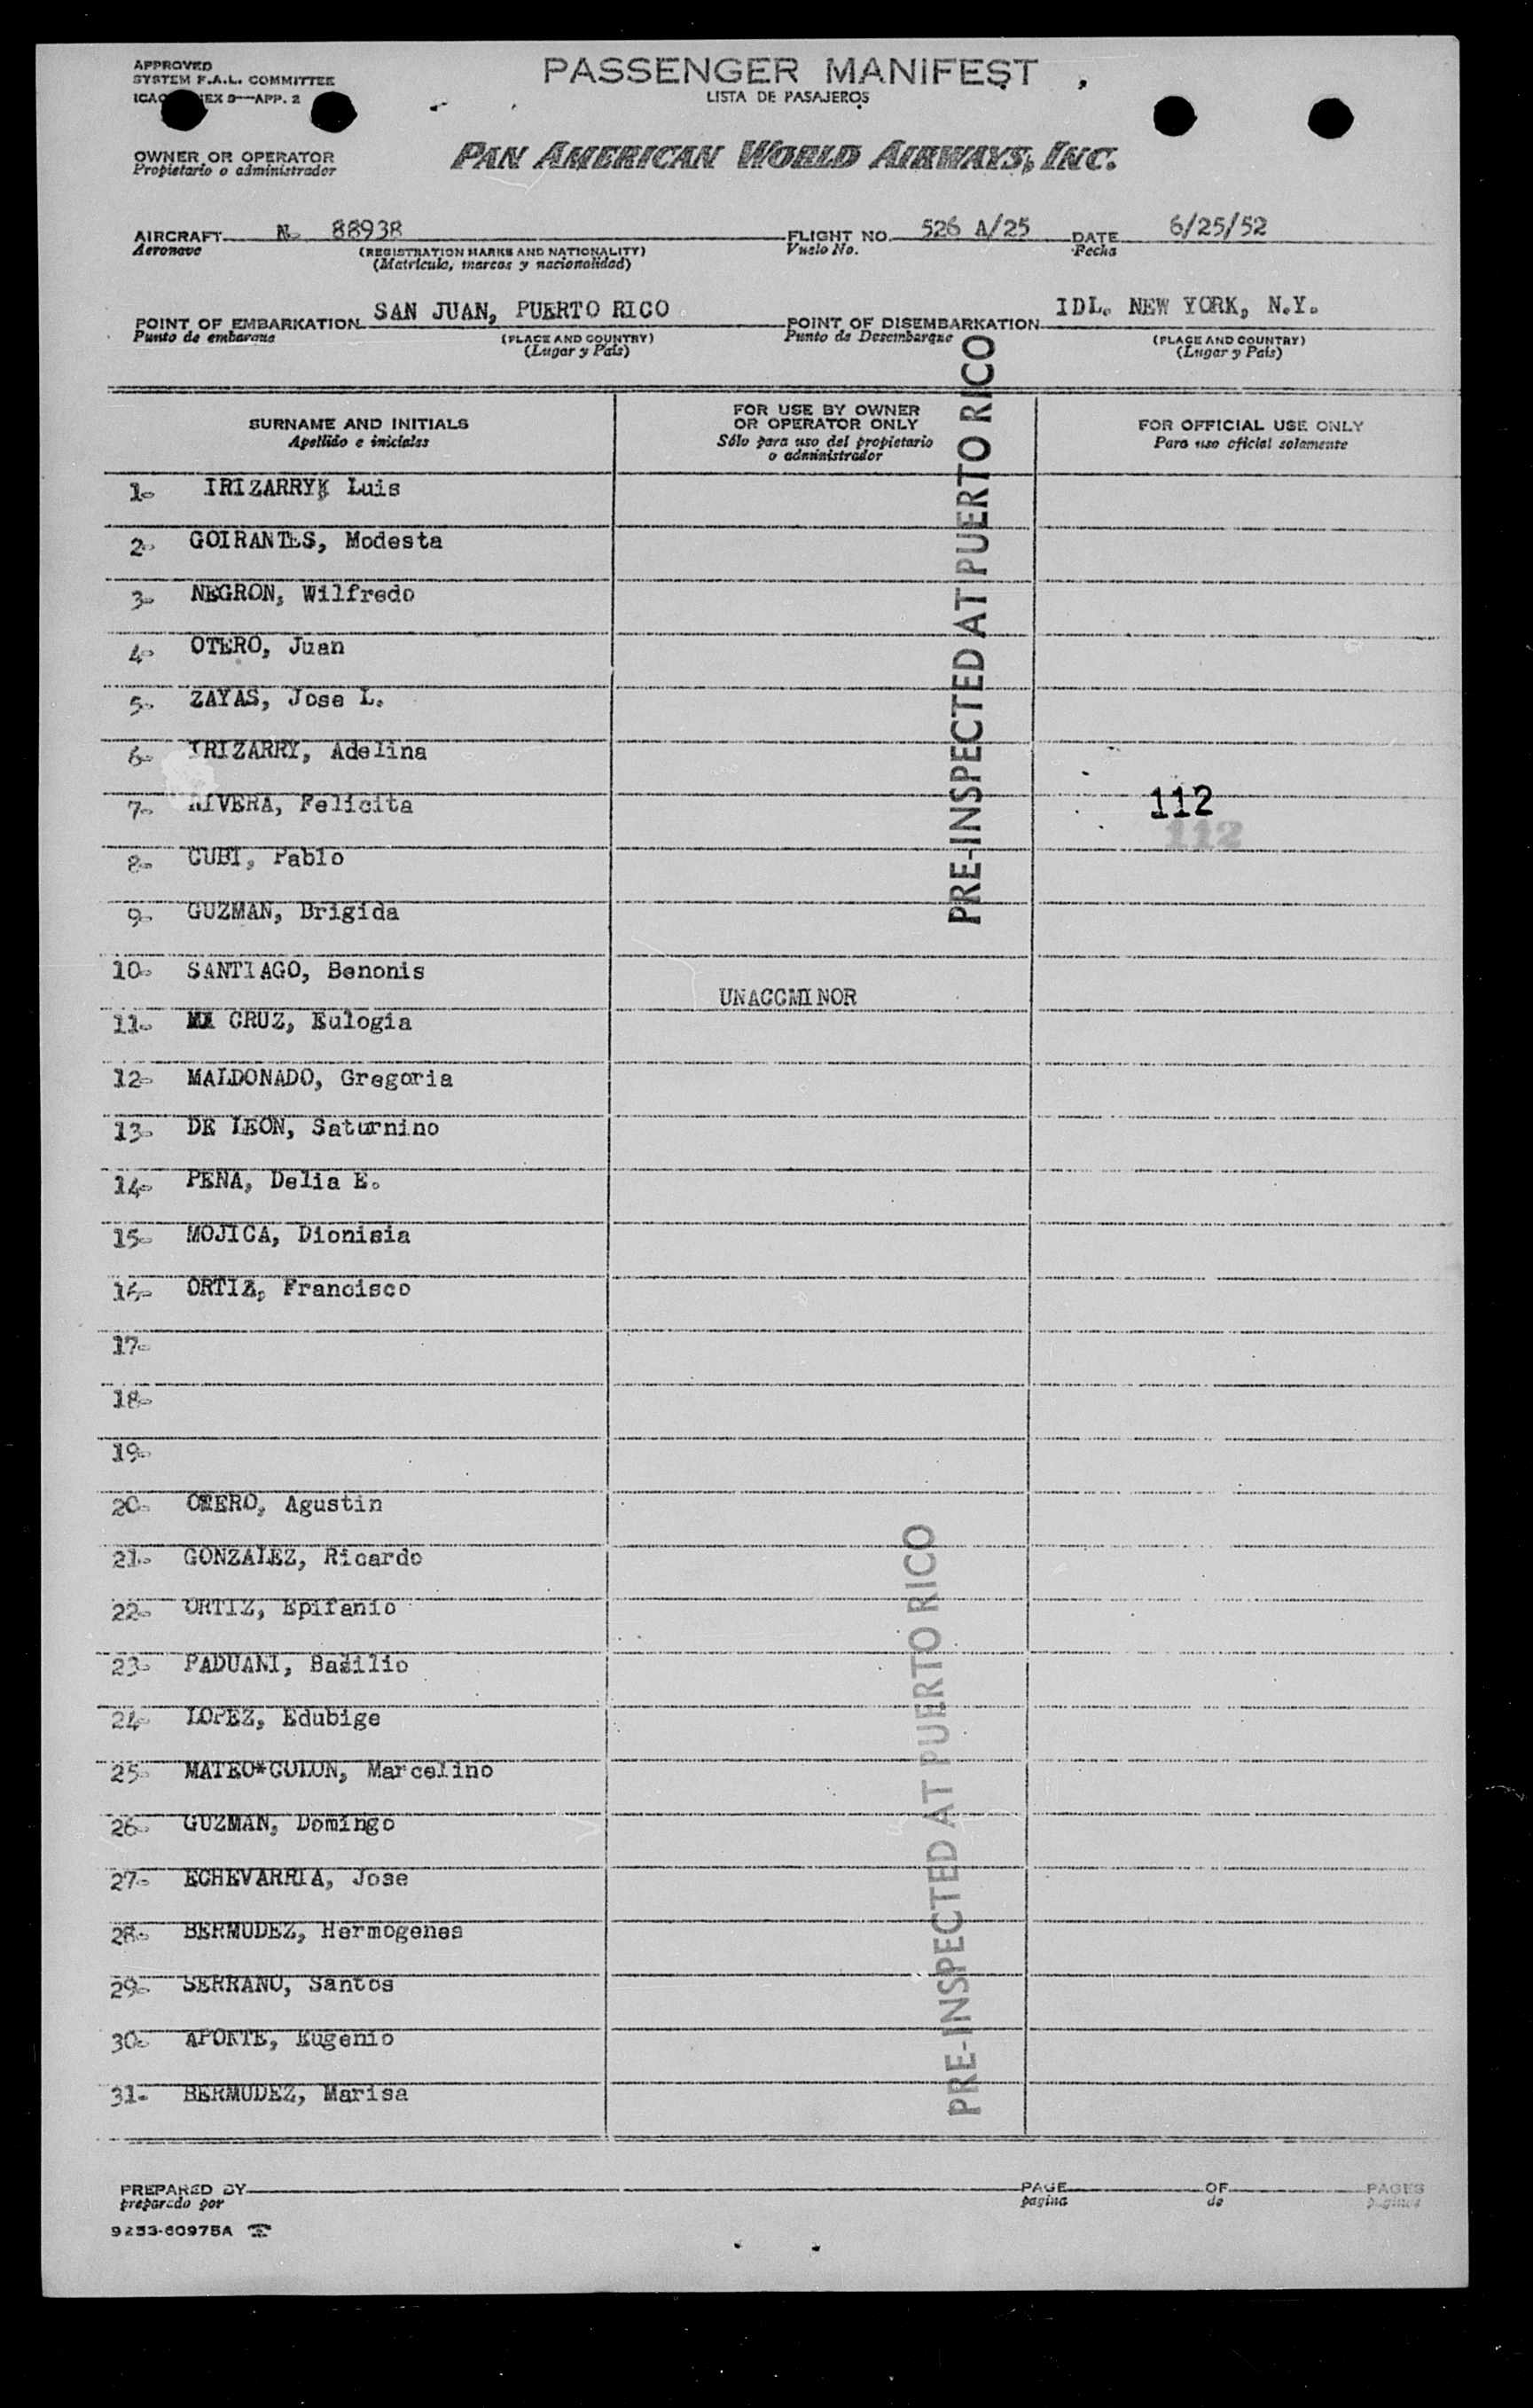 APPROVED
SYSTEM F.A.L. COMMITTEE
ICAO EX 9—APP. 2
PASSENGER MANIFEST
LISTA DE PASAJEROS
OWNER OR OPERATOR
Propietario o administrador
PAN AMERICAN WORLD AIRWAYS, INC.
AIRCRAFT N 88938 FLIGHT NO. 526 A/25 DATE 6/25/52
Aeronave (REGISTRATION MARKS AND NATIONALITY) Vuelo No. Fecha
(Matrícula, marcas y nacionalidad)
POINT OF EMBARKATION SAN JUAN, PUERTO RICO POINT OF DISEMBARKATION IDL. NEW YORK, N.Y.
Punto de embarque (PLACE AND COUNTRY) Punto de Desembarque (PLACE AND COUNTRY)
(Lugar y País) (Lugar y País)
SURNAME AND INITIALS FOR USE BY OWNER OR OPERATOR ONLY FOR OFFICIAL USE ONLY
Apellido e iniciales Sólo para uso del propietario o administrador Para uso oficial solamente
1- IRIZARRY, Luis
2- GOIRANTES, Modesta
3- NEGRON, Wilfredo
4- OTERO, Juan
5- ZAYAS, Jose L.
6- IRIZARRY, Adelina
7- RIVERA, Felicita 112
112
8- CUBI, Pablo
9- GUZMAN, Brigida
10- SANTIAGO, Benonis
UNACCMINOR
11- CRUZ, Eulogia
12- MALDONADO, Gregoria
13- DE LEON, Saturnino
14- PENA, Delia E.
15- MOJICA, Dionisia
16- ORTIZ, Francisco
17-
18-
19-
20- OTERO, Agustin
21- GONZALEZ, Ricardo
22- ORTIZ, Epifanio
23- PADUANI, Basilio
24- LOPEZ, Edubige
25- MATEO*COLON, Marcelino
26- GUZMAN, Domingo
27- ECHEVARRIA, Jose
28- BERMUDEZ, Hermogenes
29- SERRANO, Santos
30- APONTE, Eugenio
31- BERMUDEZ, Marisa
PRE-INSPECTED AT PUERTO RICO
PRE-INSPECTED AT PUERTO RICO
PREPARED BY PAGE OF PAGES
preparado por pagina de paginas
9253-60975A